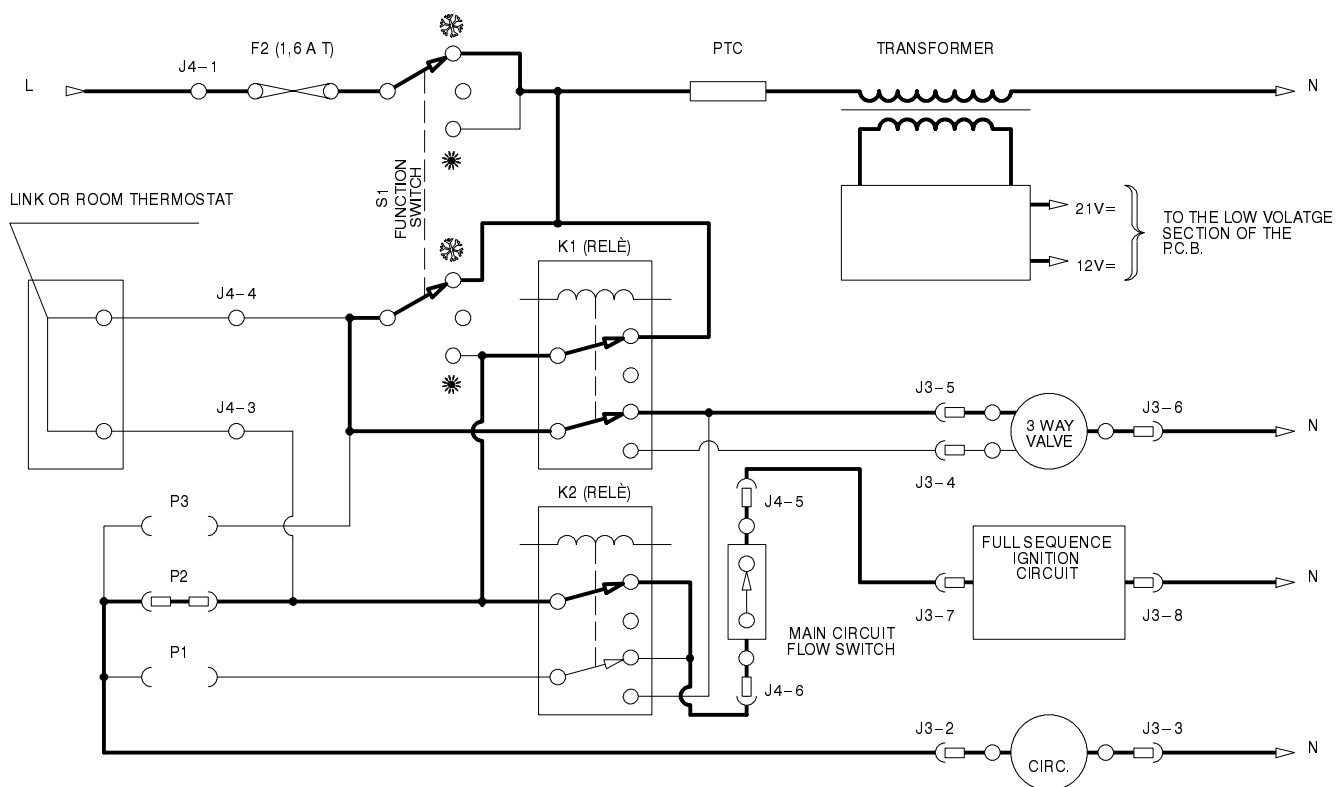 F2 (1,6 A T)
PTC
TRANSFORMER
J4-1
L
N
S1
FUNCTION
SWITCH
LINK OR ROOM THERMOSTAT
21V=
12V=
TO THE LOW VOLATGE
SECTION OF THE
P.C.B.
K1 (RELÈ)
J4-4
J4-3
J3-5
J3-6
3 WAY
VALVE
N
J3-4
P3
K2 (RELÈ)
J4-5
FULL SEQUENCE
IGNITION
CIRCUIT
P2
N
J3-7
J3-8
MAIN CIRCUIT
FLOW SWITCH
P1
J4-6
J3-2
J3-3
CIRC.
N